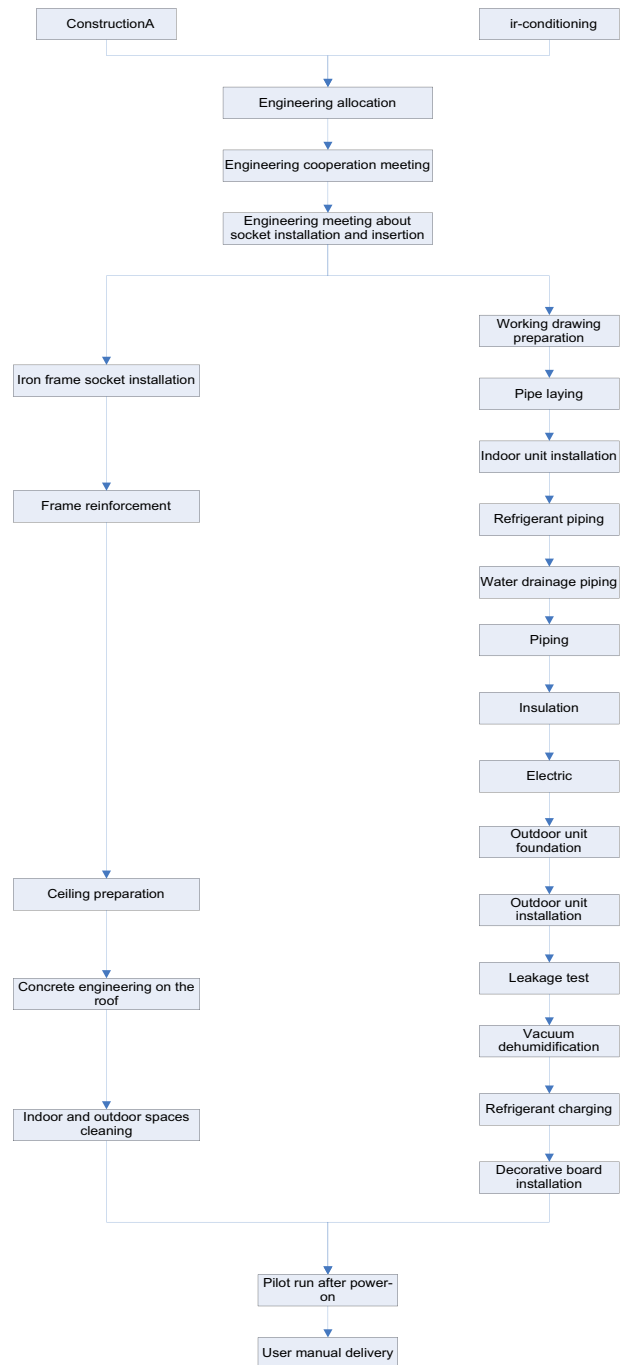 ConstructionA
ir-conditioning
Engineering allocation
Engineering cooperation meeting
Engineering meeting about
socket installation and insertion
Working drawing
preparation
Iron frame socket installation
Pipe laying
Indoor unit installation
Frame reinforcement
Refrigerant piping
Water drainage piping
Piping
Insulation
Electric
Outdoor unit
foundation
Ceiling preparation
Outdoor unit
installation
Leakage test
Concrete engineering on the
roof
Vacuum
dehumidification
Refrigerant charging
Indoor and outdoor spaces
cleaning
Decorative board
installation
Pilot run after power-
on
User manual delivery